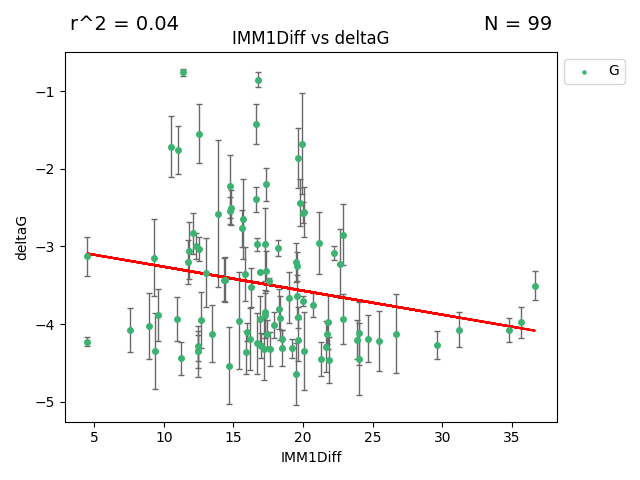 r^2 = 0.04
N = 99
IMM1Diff vs deltaG
G
deltaG
−1
−2
−3
−4
−5
5 10 15 20 25 30 35
IMM1Diff